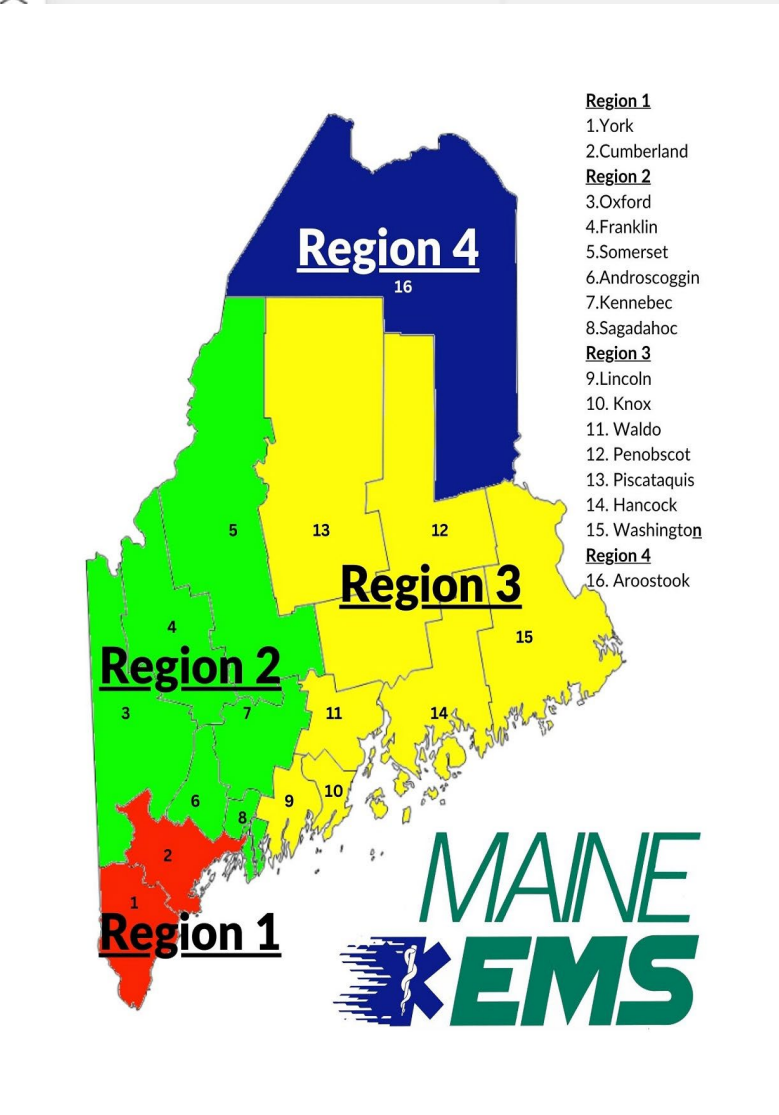 Region 1
1.York
2.Cumberland
Region 2
3.Oxford
4.Franklin
5.Somerset
6.Androscoggin
7.Kennebec
8.Sagadahoc
Region 3
9.Lincoln
10. Knox
11. Waldo
12. Penobscot
13. Piscataquis
14. Hancock
15. Washington
Region 4
16. Aroostook
Region 4
16
5
13
12
Region 3
4
15
Region 2
3
7
11
14
6
8
9
10
2
1
Region 1
MAINE
EMS